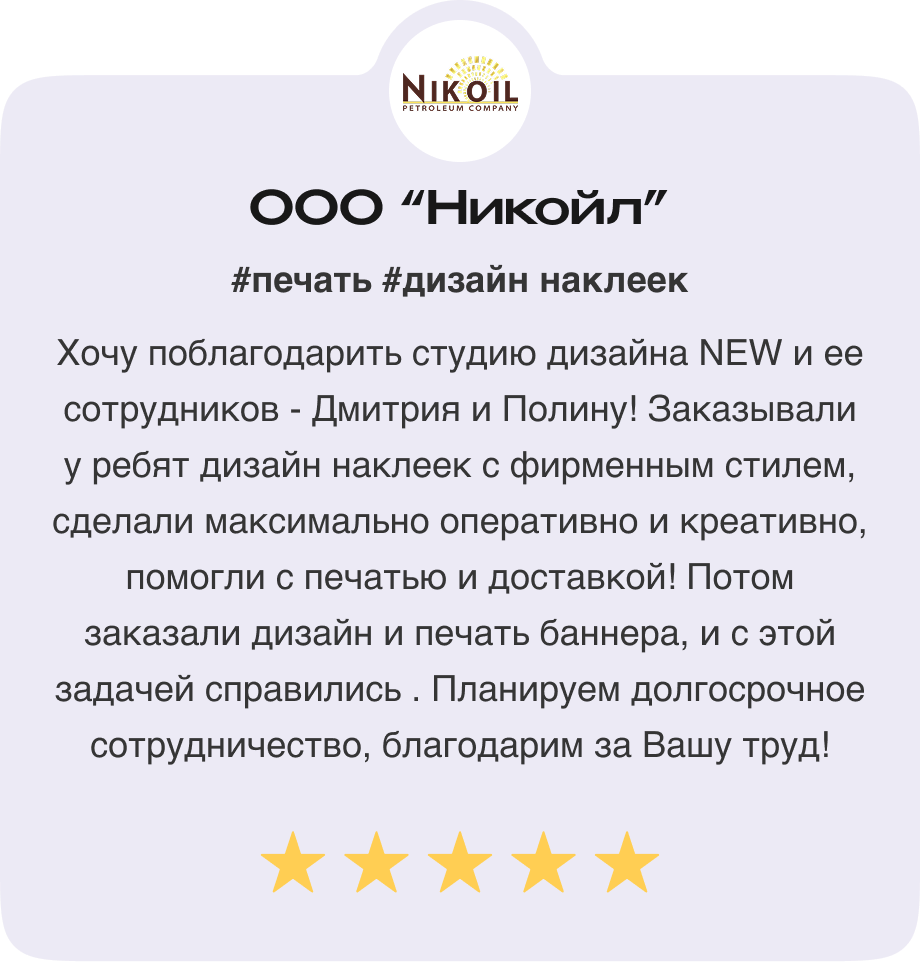 NIKOIL
PETROLEUM COMPANY
ООО “Никойл”
#печать #дизайн наклеек
Хочу поблагодарить студию дизайна NEW и ее
сотрудников - Дмитрия и Полину! Заказывали
у ребят дизайн наклеек с фирменным стилем,
сделали максимально оперативно и креативно,
помогли с печатью и доставкой! Потом
заказали дизайн и печать баннера, и с этой
задачей справились . Планируем долгосрочное
сотрудничество, благодарим за Вашу труд!